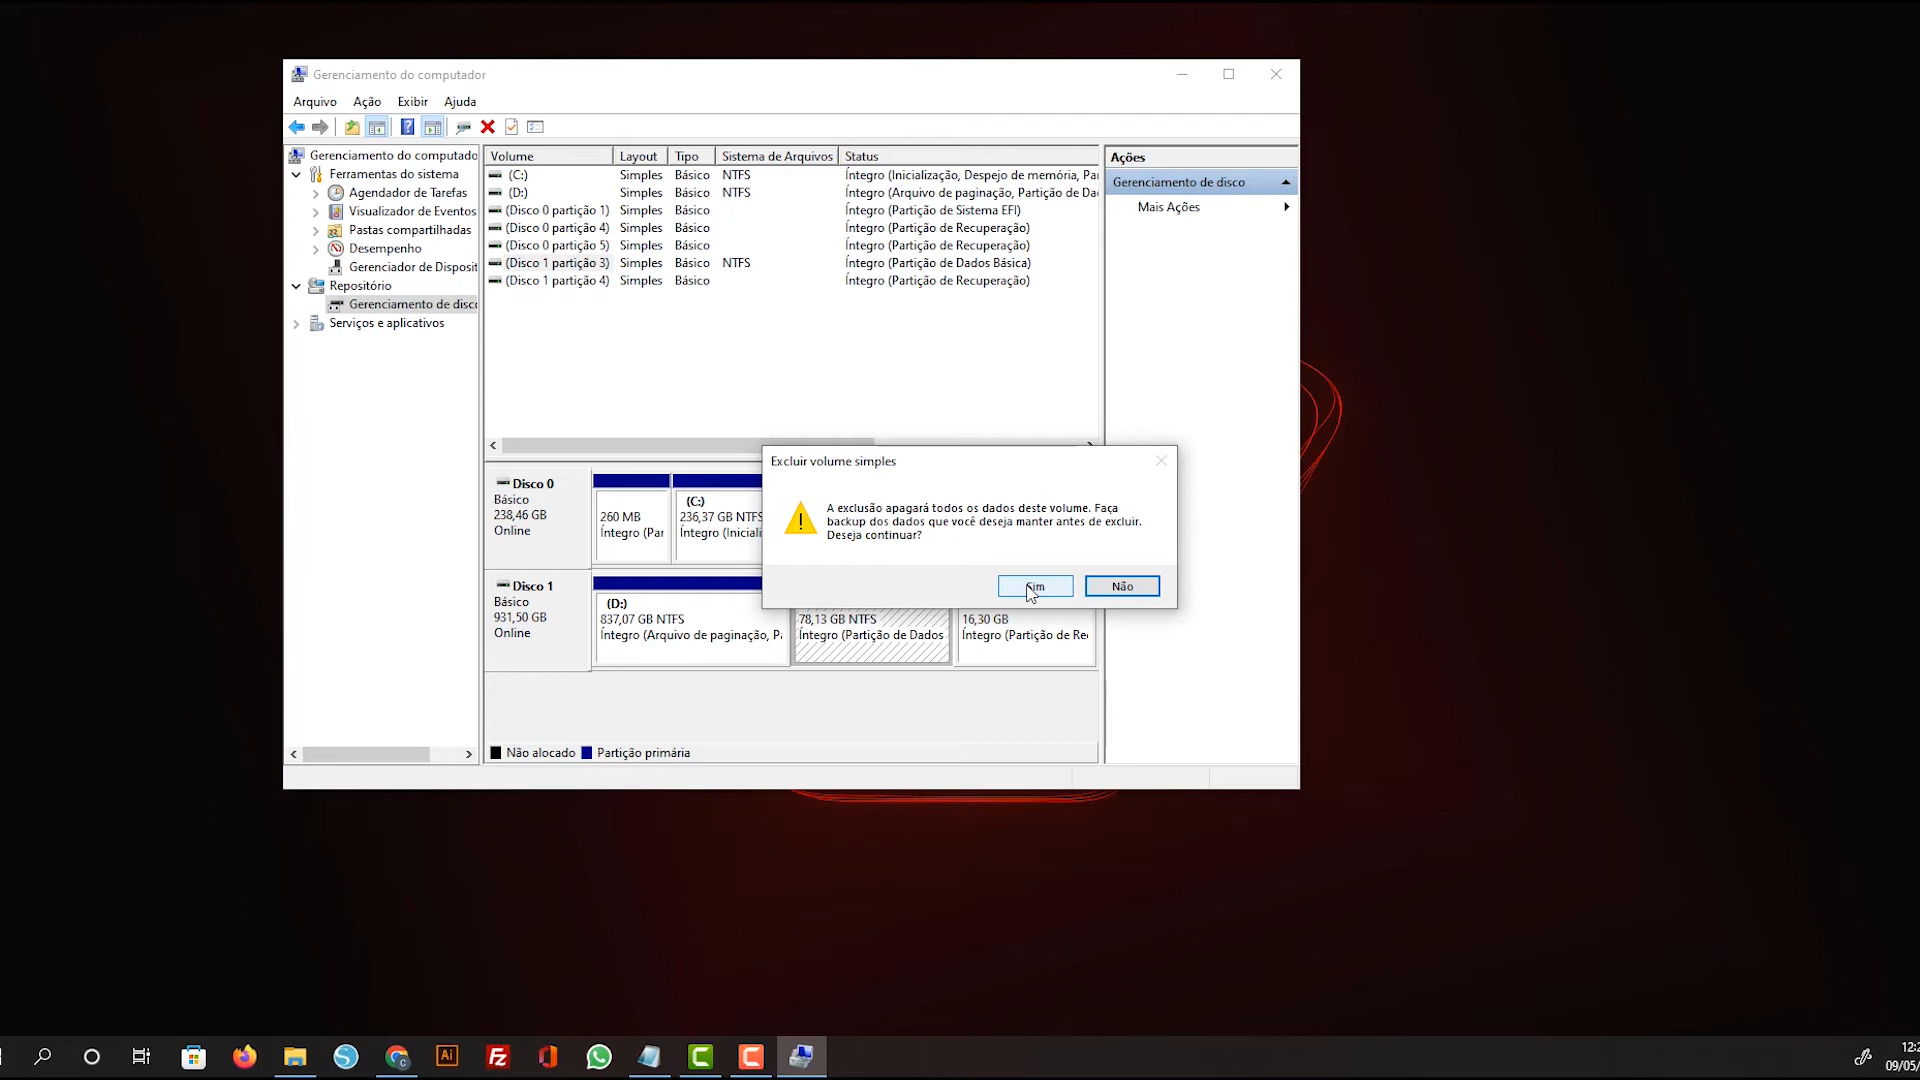 Gerenciamento do computador
Arquivo Ação Exibir Ajuda
Gerenciamento do computado
Ferramentas do sistema
Agendador de Tarefas
Visualizador de Eventos
Pastas compartilhadas
Desempenho
Gerenciador de Disposit
Repositório
Gerenciamento de disco
Serviços e aplicativos
Volume Layout Tipo Sistema de Arquivos Status
(C:) Simples Básico NTFS Íntegro (Inicialização, Despejo de memória, Pa
(D:) Simples Básico NTFS Íntegro (Arquivo de paginação, Partição de Da
(Disco 0 partição 1) Simples Básico Íntegro (Partição de Sistema EFI)
(Disco 0 partição 4) Simples Básico Íntegro (Partição de Recuperação)
(Disco 0 partição 5) Simples Básico Íntegro (Partição de Recuperação)
(Disco 1 partição 3) Simples Básico NTFS Íntegro (Partição de Dados Básica)
(Disco 1 partição 4) Simples Básico Íntegro (Partição de Recuperação)
Ações
Gerenciamento de disco
Mais Ações
Disco 0
Básico
238,46 GB
Online
260 MB
Íntegro (Par
(C:)
236,37 GB NTFS
Íntegro (Iniciali
Excluir volume simples
A exclusão apagará todos os dados deste volume. Faça
backup dos dados que você deseja manter antes de excluir.
Deseja continuar?
Sim Não
Disco 1
Básico
931,50 GB
Online
(D:)
837,07 GB NTFS
Íntegro (Arquivo de paginação, Pa
78,13 GB NTFS
Íntegro (Partição de Dados
16,30 GB
Íntegro (Partição de Rec
Não alocado Partição primária
Ai
Fz
12:2
09/05/